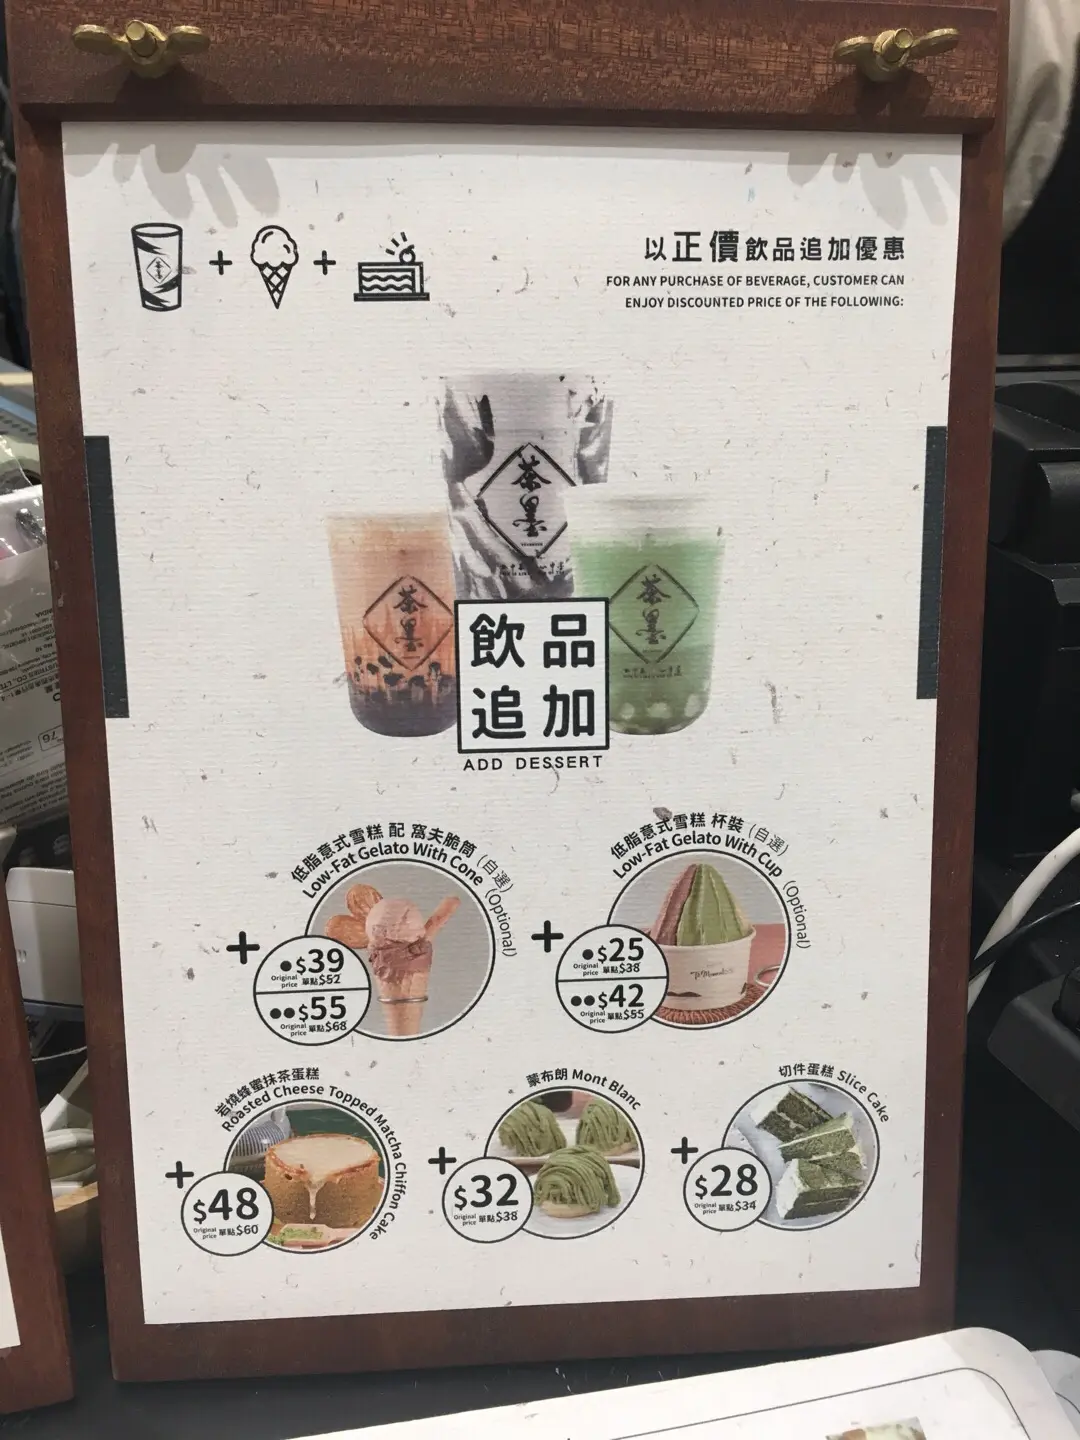 以正價飲品追加優惠
FOR ANY PURCHASE OF BEVERAGE, CUSTOMER CAN
ENJOY DISCOUNTED PRICE OF THE FOLLOWING:
茶墨
茶墨
茶墨
飲品
追加
ADD DESSERT
低脂意式雪糕 配 窩夫脆筒 (自選)
Low-Fat Gelato With Cone (Optional)
+
●$39
Original price 單點$52
●●$55
Original price 單點$68
低脂意式雪糕 杯裝 (自選)
Low-Fat Gelato With Cup (Optional)
+
●$25
Original price 單點$38
●●$42
Original price 單點$55
岩燒蜂蜜抹茶蛋糕
Roasted Cheese Topped Matcha Chiffon Cake
+
$48
Original price 單點$60
蒙布朗 Mont Blanc
+
$32
Original price 單點$38
切件蛋糕 Slice Cake
+
$28
Original price 單點$34